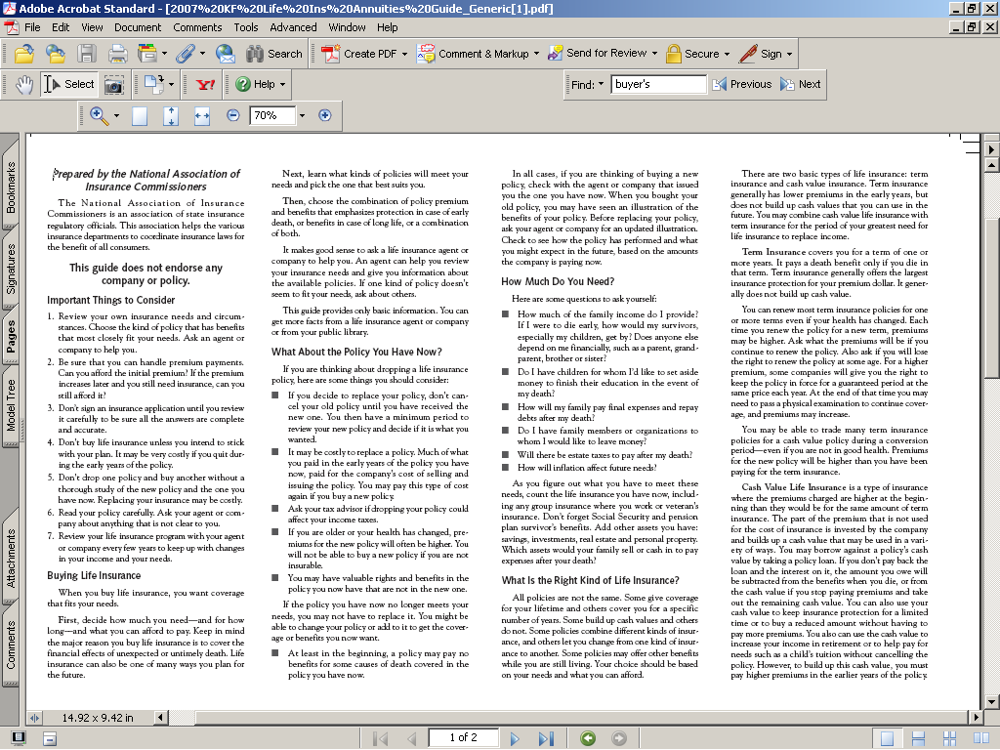 Adobe Acrobat Standard - [2007%20KF%20Life%20Ins%20Annuities%20Guide_Generic[1].pdf]
File Edit View Document Comments Tools Advanced Window Help
Search Create PDF Comment & Markup Send for Review Secure Sign
Select Y! Help Find: buyer's Previous Next
70%
Bookmarks
Signatures
Pages
Model Tree
Attachments
Comments
Prepared by the National Association of
Insurance Commissioners
The National Association of Insurance
Commissioners is an association of state insurance
regulatory officials. This association helps the various
insurance departments to coordinate insurance laws for
the benefit of all consumers.
This guide does not endorse any
company or policy.
Important Things to Consider
1. Review your own insurance needs and circum-
stances. Choose the kind of policy that has benefits
that most closely fit your needs. Ask an agent or
company to help you.
2. Be sure that you can handle premium payments.
Can you afford the initial premium? If the premium
increases later and you still need insurance, can you
still afford it?
3. Don't sign an insurance application until you review
it carefully to be sure all the answers are complete
and accurate.
4. Don't buy life insurance unless you intend to stick
with your plan. It may be very costly if you quit dur-
ing the early years of the policy.
5. Don't drop one policy and buy another without a
thorough study of the new policy and the one you
have now. Replacing your insurance may be costly.
6. Read your policy carefully. Ask your agent or com-
pany about anything that is not clear to you.
7. Review your life insurance program with your agent
or company every few years to keep up with changes
in your income and your needs.
Buying Life Insurance
When you buy life insurance, you want coverage
that fits your needs.
First, decide how much you need—and for how
long—and what you can afford to pay. Keep in mind
the major reason you buy life insurance is to cover the
financial effects of unexpected or untimely death. Life
insurance can also be one of many ways you plan for
the future.
Next, learn what kinds of policies will meet your
needs and pick the one that best suits you.
Then, choose the combination of policy premium
and benefits that emphasizes protection in case of early
death, or benefits in case of long life, or a combination
of both.
It makes good sense to ask a life insurance agent or
company to help you. An agent can help you review
your insurance needs and give you information about
the available policies. If one kind of policy doesn't
seem to fit your needs, ask about others.
This guide provides only basic information. You can
get more facts from a life insurance agent or company
or from your public library.
What About the Policy You Have Now?
If you are thinking about dropping a life insurance
policy, here are some things you should consider:
■ If you decide to replace your policy, don't can-
cel your old policy until you have received the
new one. You then have a minimum period to
review your new policy and decide if it is what you
wanted.
■ It may be costly to replace a policy. Much of what
you paid in the early years of the policy you have
now, paid for the company's cost of selling and
issuing the policy. You may pay this type of cost
again if you buy a new policy.
■ Ask your tax advisor if dropping your policy could
affect your income taxes.
■ If you are older or your health has changed, pre-
miums for the new policy will often be higher. You
will not be able to buy a new policy if you are not
insurable.
■ You may have valuable rights and benefits in the
policy you now have that are not in the new one.
If the policy you have now no longer meets your
needs, you may not have to replace it. You might be
able to change your policy or add to it to get the cover-
age or benefits you now want.
■ At least in the beginning, a policy may pay no
benefits for some causes of death covered in the
policy you have now.
In all cases, if you are thinking of buying a new
policy, check with the agent or company that issued
you the one you have now. When you bought your
old policy, you may have seen an illustration of the
benefits of your policy. Before replacing your policy,
ask your agent or company for an updated illustration.
Check to see how the policy has performed and what
you might expect in the future, based on the amounts
the company is paying now.
How Much Do You Need?
Here are some questions to ask yourself:
■ How much of the family income do I provide?
If I were to die early, how would my survivors,
especially my children, get by? Does anyone else
depend on me financially, such as a parent, grand-
parent, brother or sister?
■ Do I have children for whom I'd like to set aside
money to finish their education in the event of
my death?
■ How will my family pay final expenses and repay
debts after my death?
■ Do I have family members or organizations to
whom I would like to leave money?
■ Will there be estate taxes to pay after my death?
■ How will inflation affect future needs?
As you figure out what you have to meet these
needs, count the life insurance you have now, includ-
ing any group insurance where you work or veteran's
insurance. Don't forget Social Security and pension
plan survivor's benefits. Add other assets you have:
savings, investments, real estate and personal property.
Which assets would your family sell or cash in to pay
expenses after your death?
What Is the Right Kind of Life Insurance?
All policies are not the same. Some give coverage
for your lifetime and others cover you for a specific
number of years. Some build up cash values and others
do not. Some policies combine different kinds of insur-
ance, and others let you change from one kind of insur-
ance to another. Some policies may offer other benefits
while you are still living. Your choice should be based
on your needs and what you can afford.
There are two basic types of life insurance: term
insurance and cash value insurance. Term insurance
generally has lower premiums in the early years, but
does not build up cash values that you can use in the
future. You may combine cash value life insurance with
term insurance for the period of your greatest need for
life insurance to replace income.
Term Insurance covers you for a term of one or
more years. It pays a death benefit only if you die in
that term. Term insurance generally offers the largest
insurance protection for your premium dollar. It gener-
ally does not build up cash value.
You can renew most term insurance policies for one
or more terms even if your health has changed. Each
time you renew the policy for a new term, premiums
may be higher. Ask what the premiums will be if you
continue to renew the policy. Also ask if you will lose
the right to renew the policy at some age. For a higher
premium, some companies will give you the right to
keep the policy in force for a guaranteed period at the
same price each year. At the end of that time you may
need to pass a physical examination to continue cover-
age, and premiums may increase.
You may be able to trade many term insurance
policies for a cash value policy during a conversion
period—even if you are not in good health. Premiums
for the new policy will be higher than you have been
paying for the term insurance.
Cash Value Life Insurance is a type of insurance
where the premiums charged are higher at the begin-
ning than they would be for the same amount of term
insurance. The part of the premium that is not used
for the cost of insurance is invested by the company
and builds up a cash value that may be used in a vari-
ety of ways. You may borrow against a policy's cash
value by taking a policy loan. If you don't pay back the
loan and the interest on it, the amount you owe will
be subtracted from the benefits when you die, or from
the cash value if you stop paying premiums and take
out the remaining cash value. You can also use your
cash value to keep insurance protection for a limited
time or to buy a reduced amount without having to
pay more premiums. You also can use the cash value to
increase your income in retirement or to help pay for
needs such as a child's tuition without cancelling the
policy. However, to build up this cash value, you must
pay higher premiums in the earlier years of the policy.
14.92 x 9.42 in
1 of 2